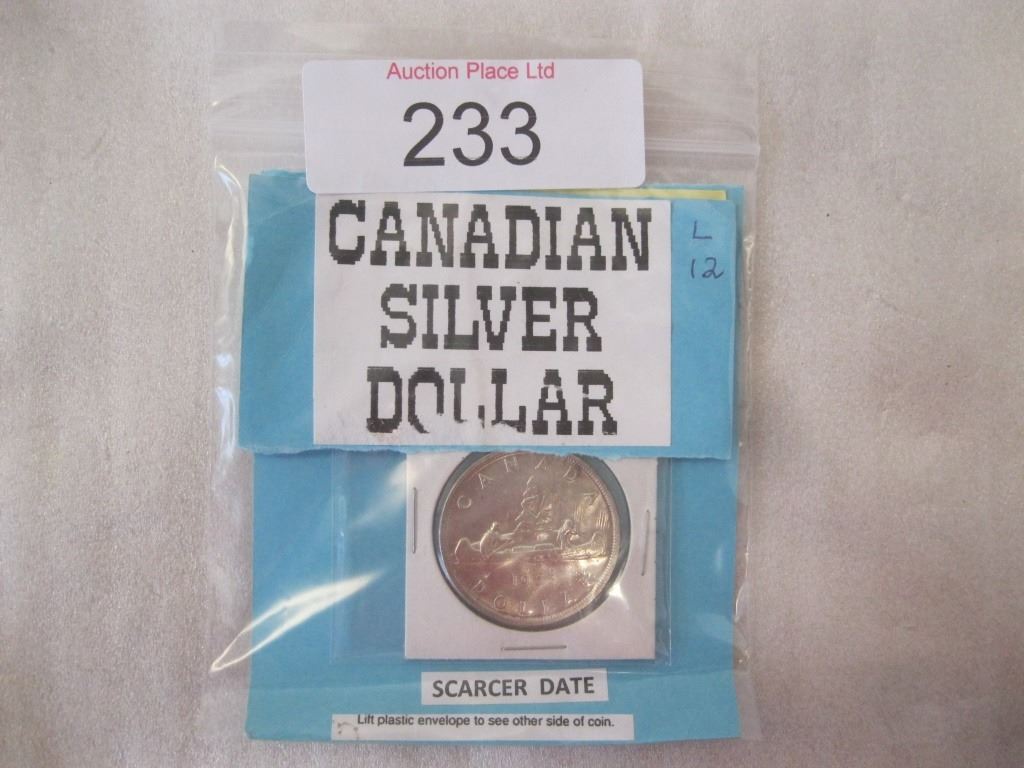 Auction Place Ltd
233
CANADIAN
SILVER
DOLLAR
L
12
CANADA
DOLLAR
SCARCER DATE
Lift plastic envelope to see other side of coin.